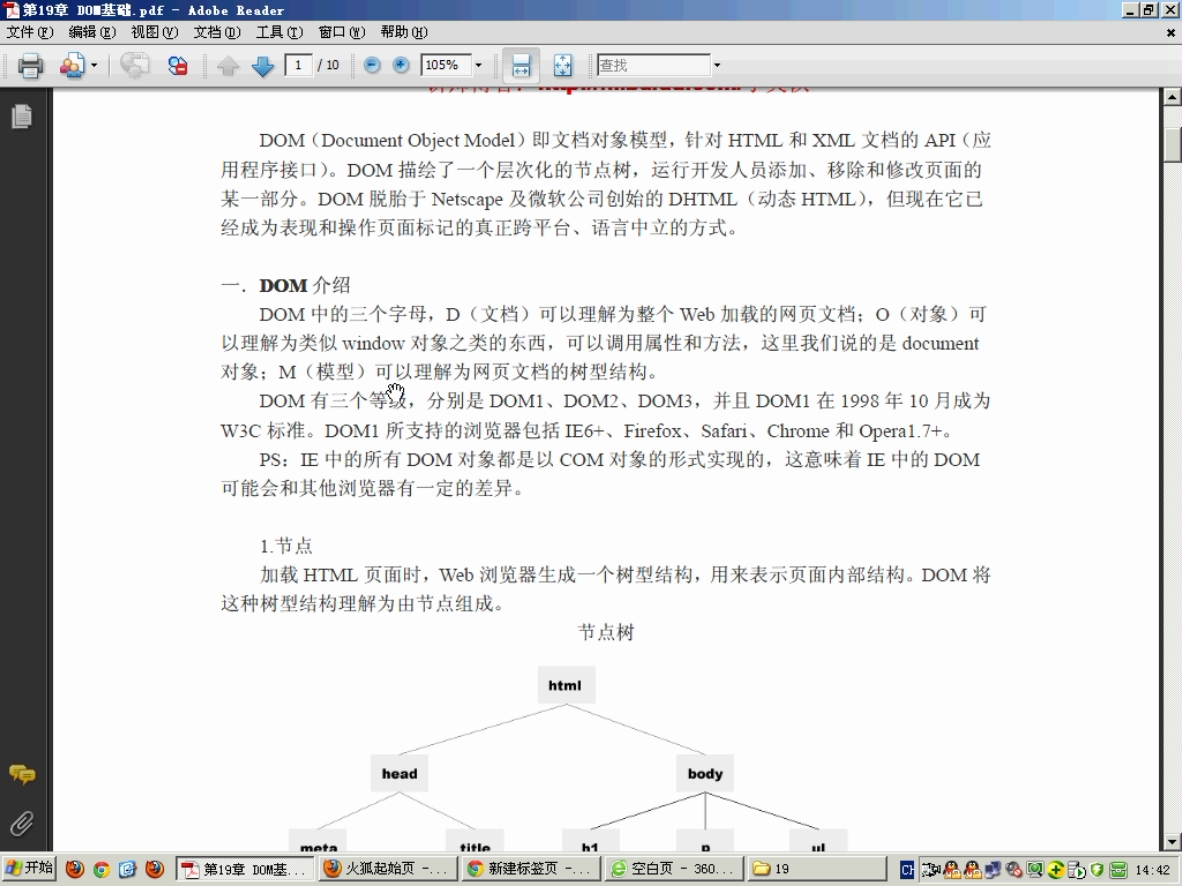 第19章 DOM基础.pdf - Adobe Reader
文件(F) 编辑(E) 视图(V) 文档(D) 工具(T) 窗口(W) 帮助(H)
1 / 10 105% 查找
DOM（Document Object Model）即文档对象模型，针对 HTML 和 XML 文档的 API（应
用程序接口）。DOM 描绘了一个层次化的节点树，运行开发人员添加、移除和修改页面的
某一部分。DOM 脱胎于 Netscape 及微软公司创始的 DHTML（动态 HTML），但现在它已
经成为表现和操作页面标记的真正跨平台、语言中立的方式。
一．DOM 介绍
DOM 中的三个字母，D（文档）可以理解为整个 Web 加载的网页文档；O（对象）可
以理解为类似 window 对象之类的东西，可以调用属性和方法，这里我们说的是 document
对象；M（模型）可以理解为网页文档的树型结构。
DOM 有三个等级，分别是 DOM1、DOM2、DOM3，并且 DOM1 在 1998 年 10 月成为
W3C 标准。DOM1 所支持的浏览器包括 IE6+、Firefox、Safari、Chrome 和 Opera1.7+。
PS：IE 中的所有 DOM 对象都是以 COM 对象的形式实现的，这意味着 IE 中的 DOM
可能会和其他浏览器有一定的差异。
1.节点
加载 HTML 页面时，Web 浏览器生成一个树型结构，用来表示页面内部结构。DOM 将
这种树型结构理解为由节点组成。
节点树
html
head body
meta title h1 p ul
开始 第19章 DOM基... 火狐起始页 -... 新建标签页 -... 空白页 - 360... 19 CH 14:42